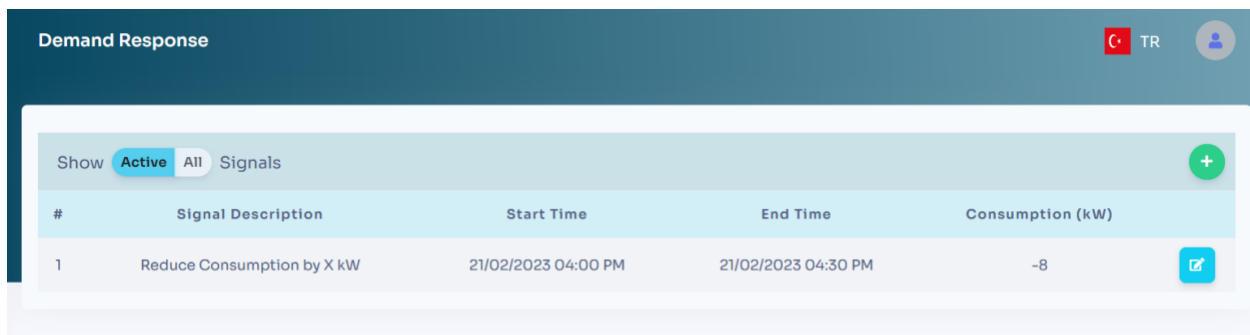 Demand Response
TR
Show Active All Signals
# Signal Description Start Time End Time Consumption (kW)
1 Reduce Consumption by X kW 21/02/2023 04:00 PM 21/02/2023 04:30 PM -8